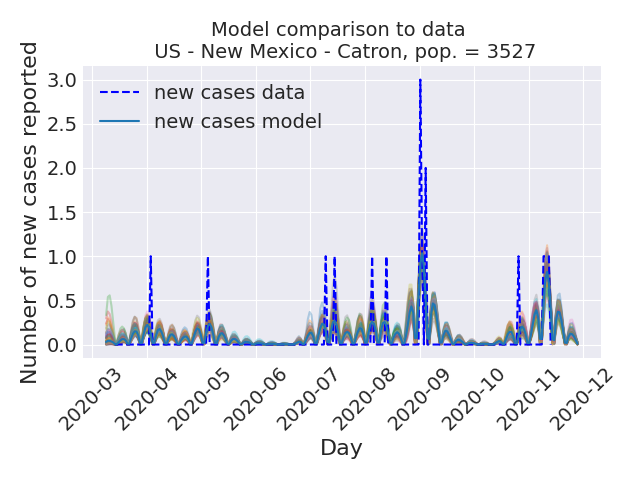 Model comparison to data
US - New Mexico - Catron, pop. = 3527
Number of new cases reported
3.0
2.5
2.0
1.5
1.0
0.5
0.0
new cases data
new cases model
2020-03
2020-04
2020-05
2020-06
2020-07
2020-08
2020-09
2020-10
2020-11
2020-12
Day